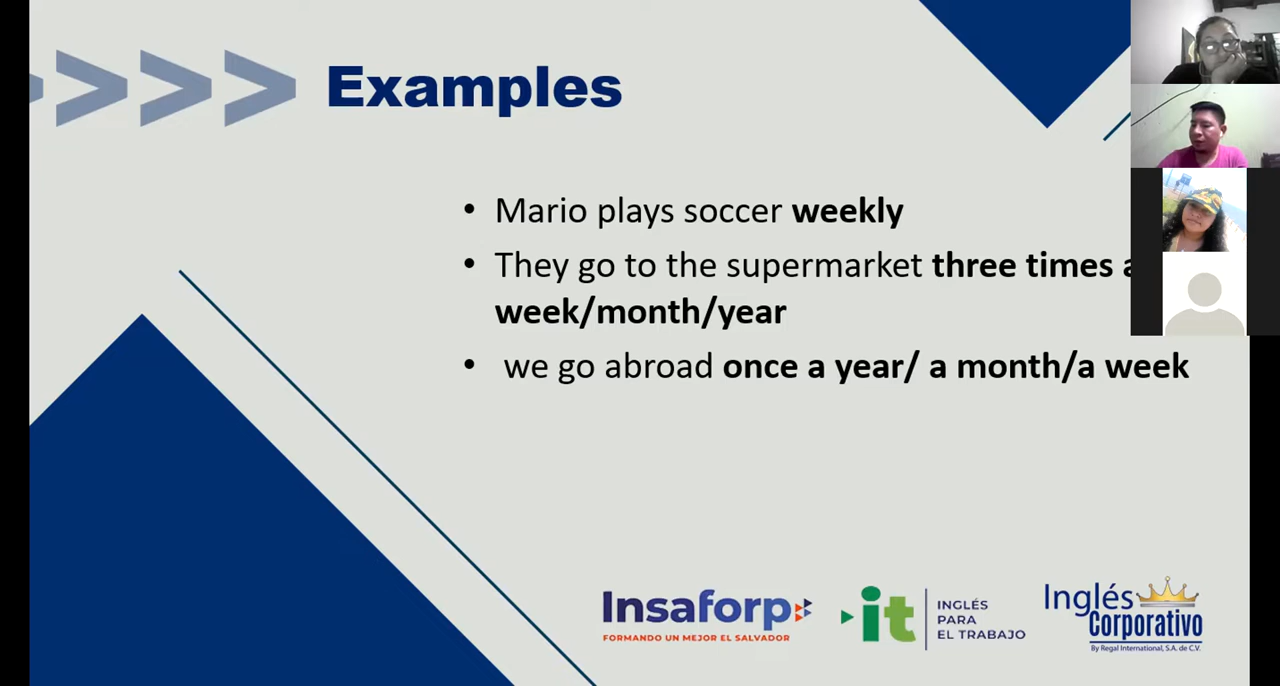 Examples
• Mario plays soccer weekly
• They go to the supermarket three times a
week/month/year
• we go abroad once a year/ a month/a week
Insaforp
FORMANDO UN MEJOR EL SALVADOR
it
INGLÉS
PARA
EL TRABAJO
Inglés
Corporativo
By Regal International, S.A. de C.V.